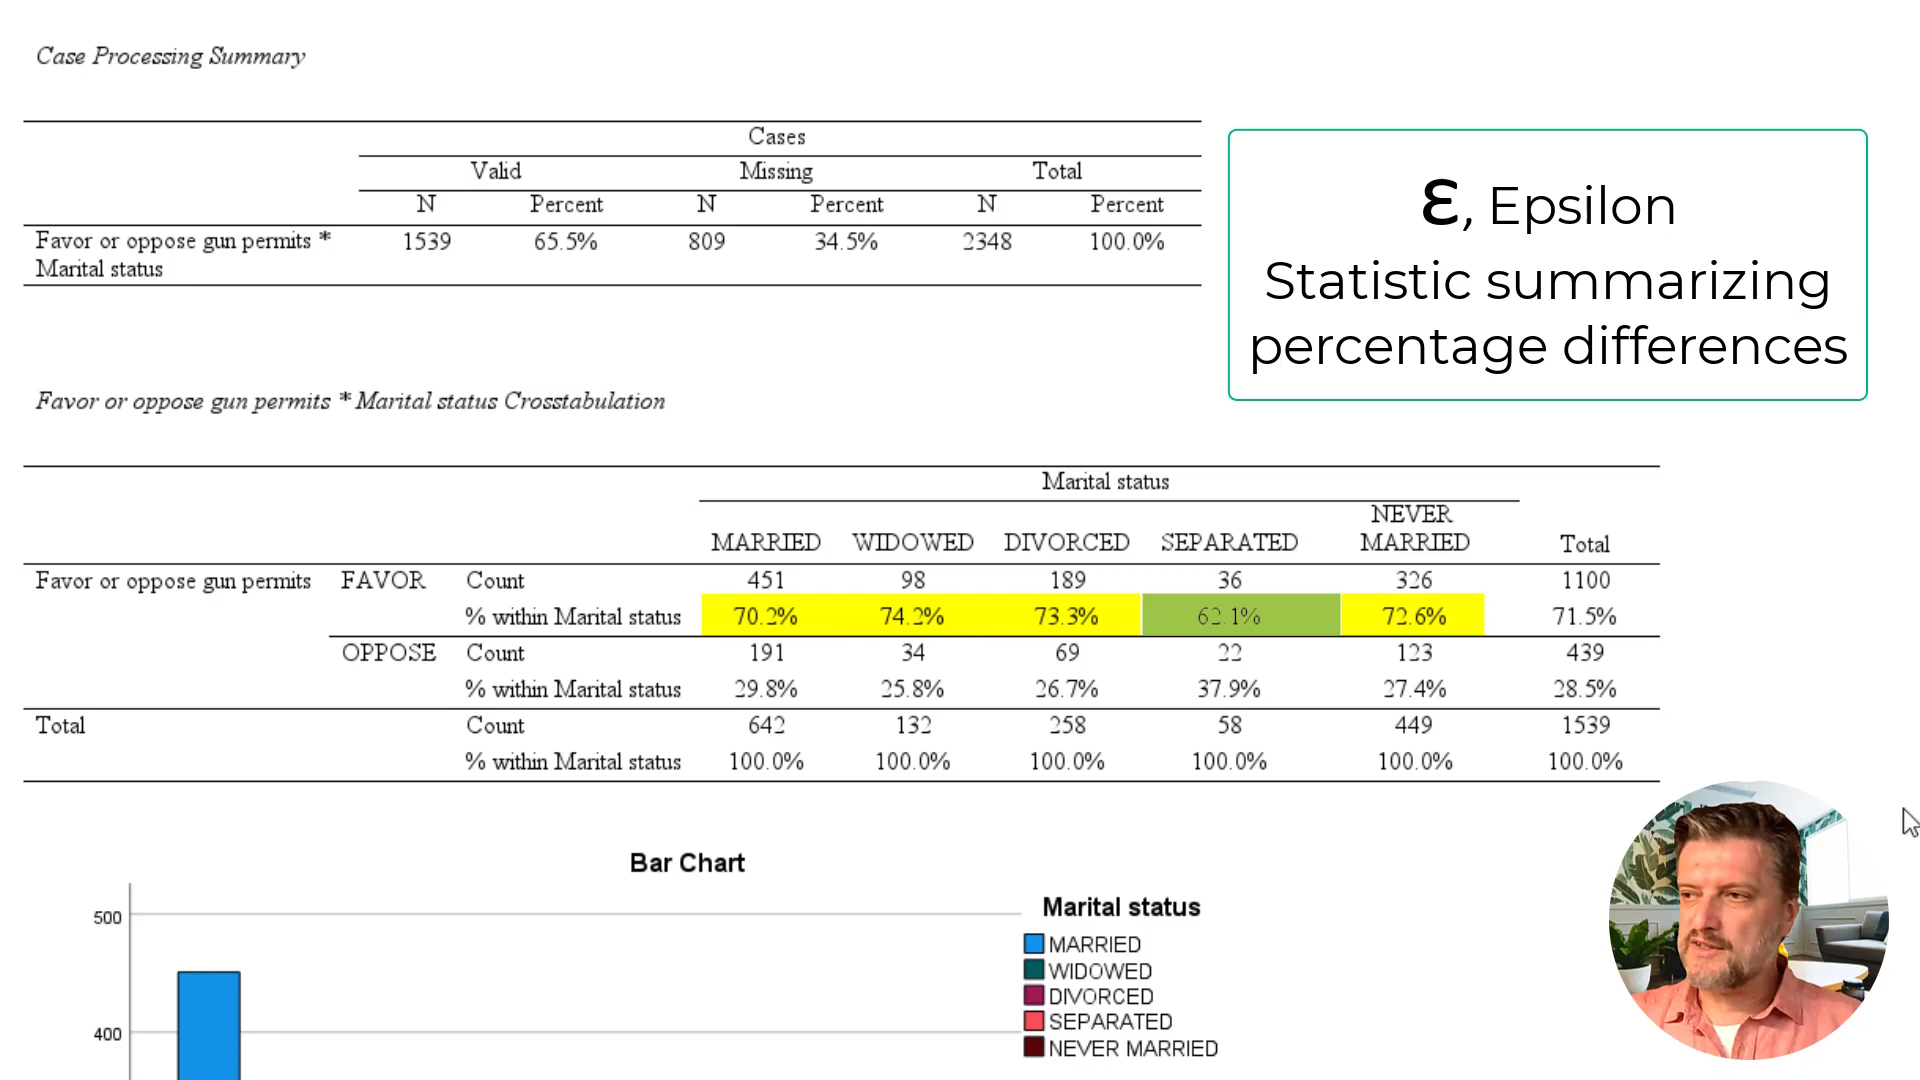 Case Processing Summary
Cases
Valid Missing Total
N Percent N Percent N Percent
Favor or oppose gun permits * 1539 65.5% 809 34.5% 2348 100.0%
Marital status
ε, Epsilon
Statistic summarizing
percentage differences
Favor or oppose gun permits * Marital status Crosstabulation
Marital status
NEVER
MARRIED WIDOWED DIVORCED SEPARATED MARRIED Total
Favor or oppose gun permits FAVOR Count 451 98 189 36 326 1100
% within Marital status 70.2% 74.2% 73.3% 62.1% 72.6% 71.5%
OPPOSE Count 191 34 69 22 123 439
% within Marital status 29.8% 25.8% 26.7% 37.9% 27.4% 28.5%
Total Count 642 132 258 58 449 1539
% within Marital status 100.0% 100.0% 100.0% 100.0% 100.0% 100.0%
Bar Chart
500
400
Marital status
MARRIED
WIDOWED
DIVORCED
SEPARATED
NEVER MARRIED